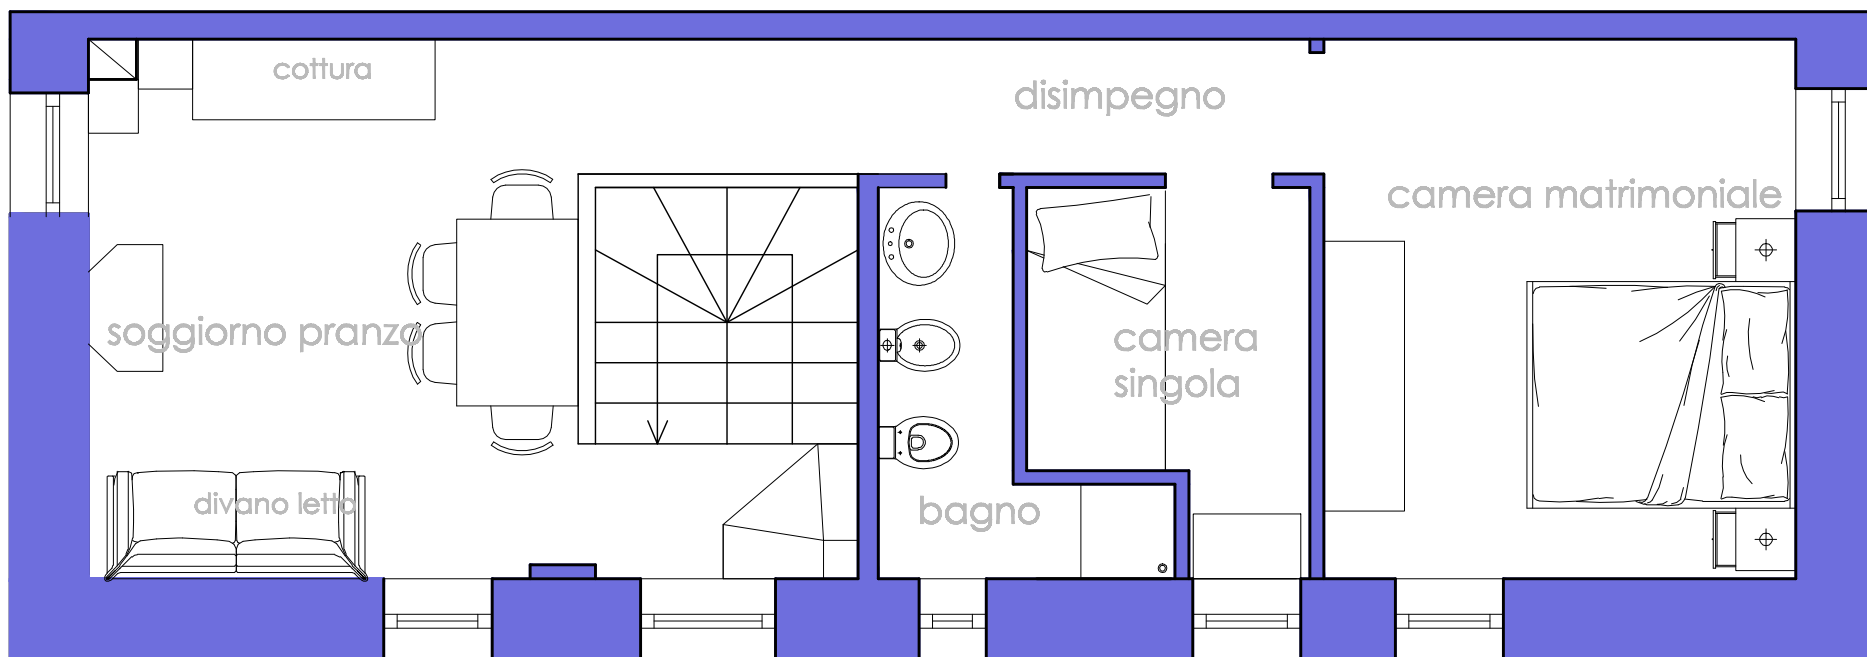 cottura
disimpegno
camera matrimoniale
soggiorno pranzo
camera
singola
divano letto
bagno